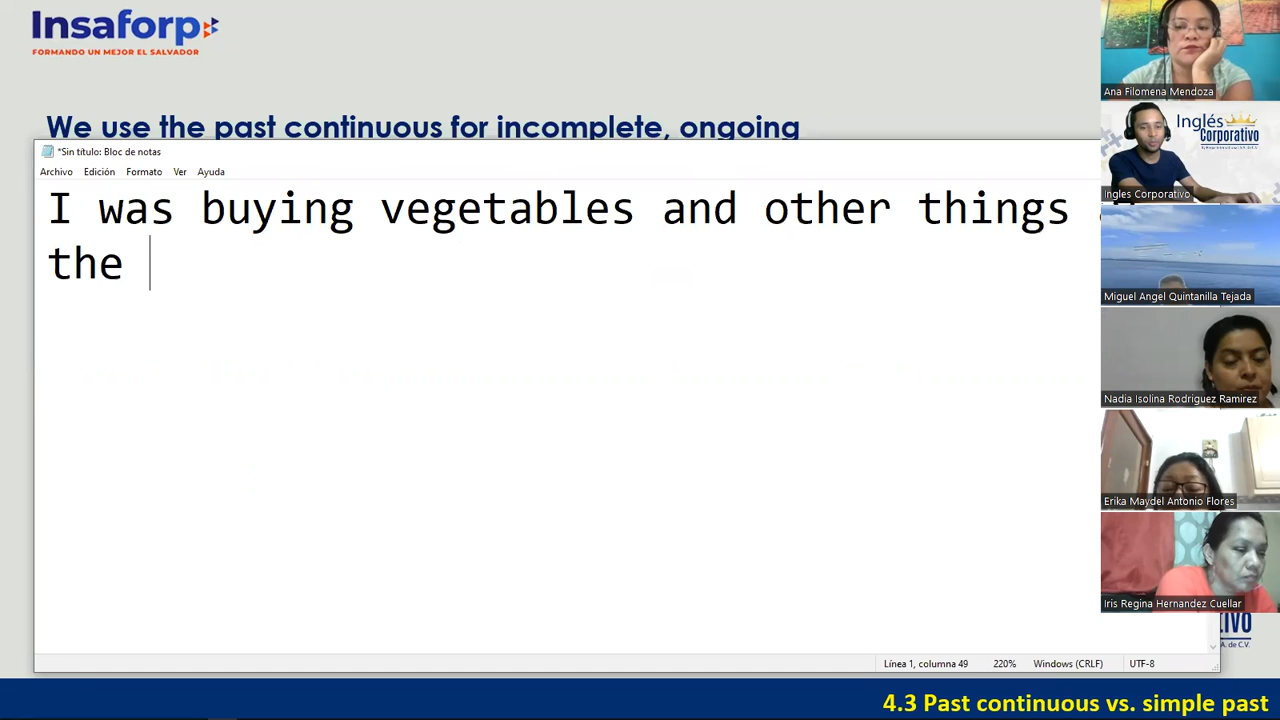 Insaforp
FORMANDO UN MEJOR EL SALVADOR
We use the past continuous for incomplete, ongoing
*Sin título: Bloc de notas
Archivo Edición Formato Ver Ayuda
I was buying vegetables and other things
the
Línea 1, columna 49 220% Windows (CRLF) UTF-8
4.3 Past continuous vs. simple past
Ana Filomena Mendoza
Inglés
Corporativo
Ingles Corporativo
Miguel Angel Quintanilla Tejada
Nadia Isolina Rodriguez Ramirez
Erika Maydel Antonio Flores
Iris Regina Hernandez Cuellar
A. de C.V.